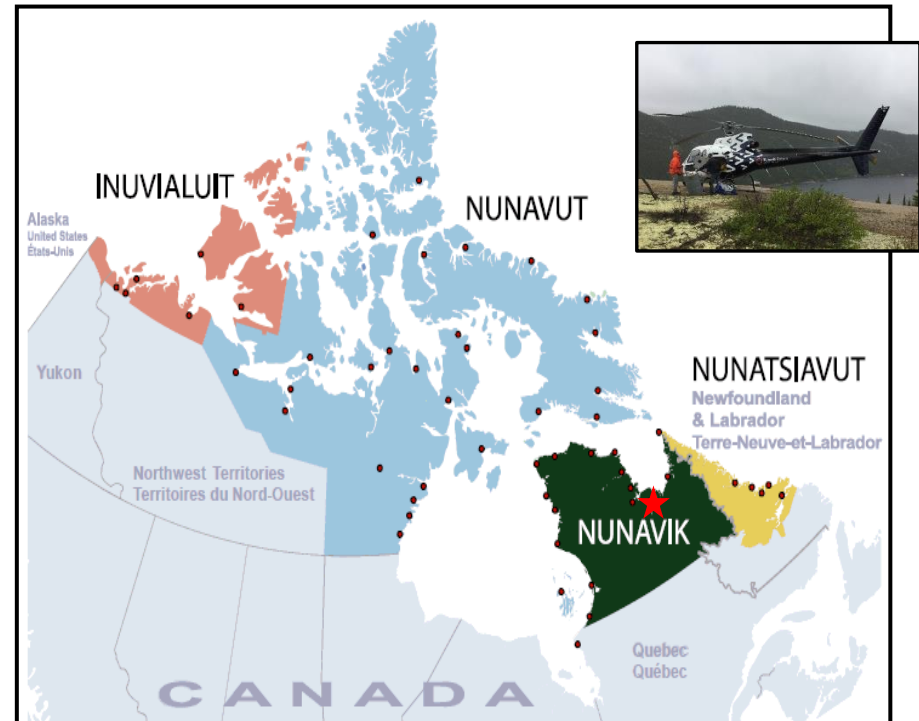 INUVIALUIT
NUNAVUT
Alaska
United States
États-Unis
Yukon
NUNATSIAVUT
Newfoundland
& Labrador
Terre-Neuve-et-Labrador
Northwest Territories
Territoires du Nord-Ouest
NUNAVIK
Quebec
Québec
CANADA